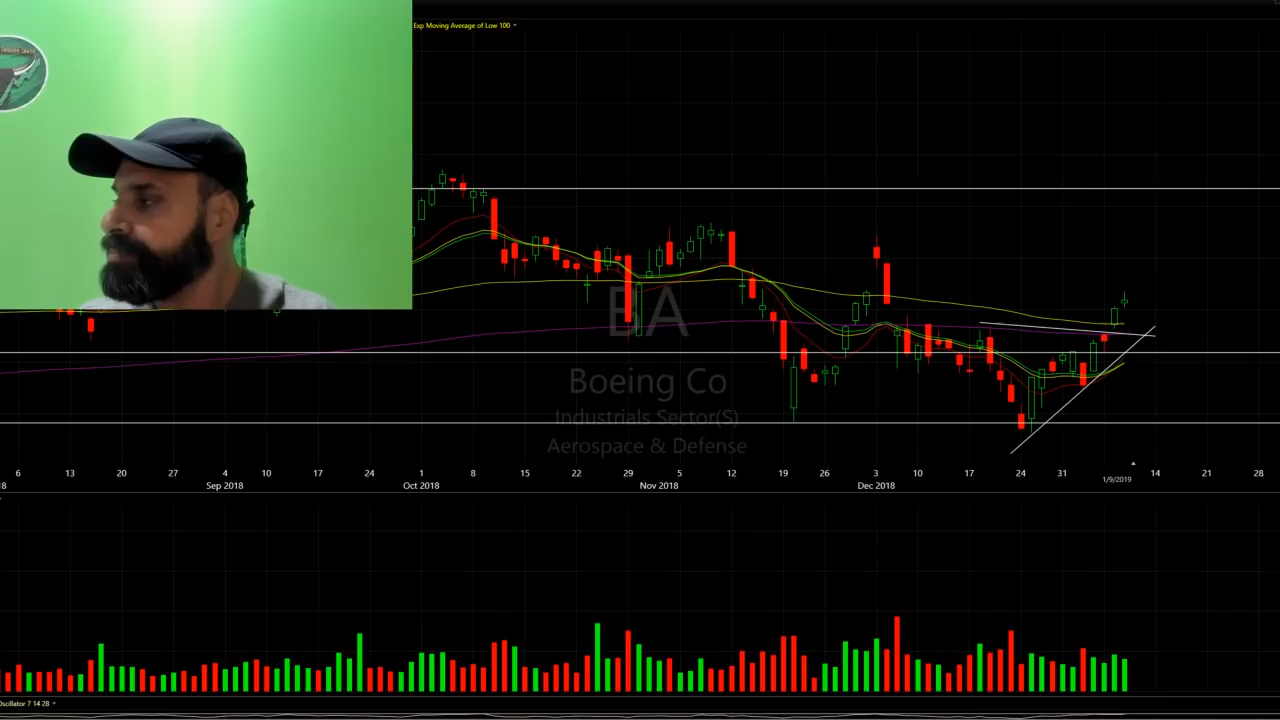 Exp Moving Average of Low 100
BA
Boeing Co
Industrials Sector(S)
Aerospace & Defense
6 13 20 27 4 10 17 24 1 8 15 22 29 5 12 19 26 3 10 17 24 31 14 21 28
18 Sep 2018 Oct 2018 Nov 2018 Dec 2018 1/9/2019
Oscillator 7 14 28